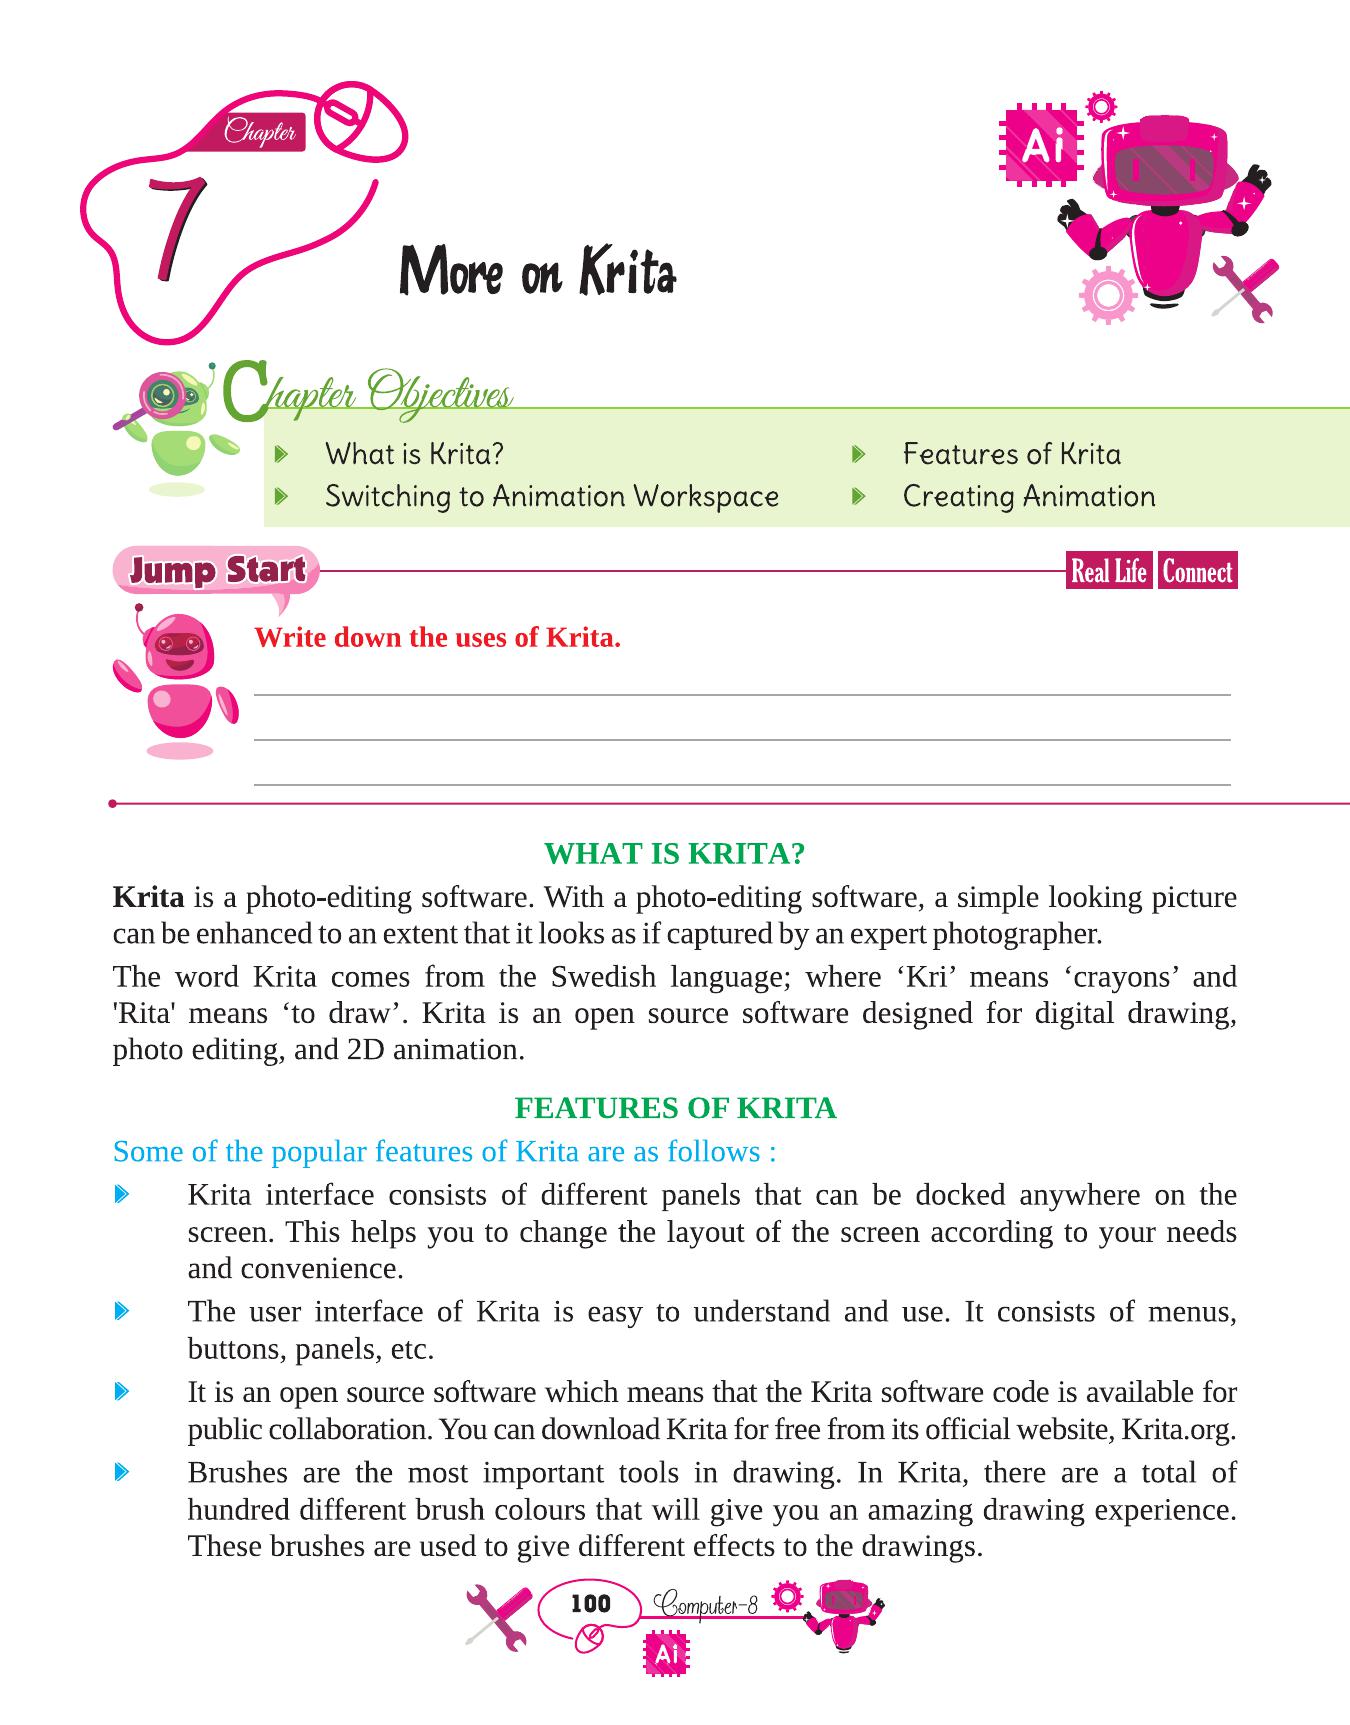 Chapter
7
Ai
More on Krita
Chapter Objectives
What is Krita?
Features of Krita
Switching to Animation Workspace
Creating Animation
Jump Start
Real Life Connect
Write down the uses of Krita.
WHAT IS KRITA?
Krita is a photo-editing software. With a photo-editing software, a simple looking picture
can be enhanced to an extent that it looks as if captured by an expert photographer.
The word Krita comes from the Swedish language; where ‘Kri’ means ‘crayons’ and
'Rita' means ‘to draw’. Krita is an open source software designed for digital drawing,
photo editing, and 2D animation.
FEATURES OF KRITA
Some of the popular features of Krita are as follows :
Krita interface consists of different panels that can be docked anywhere on the
screen. This helps you to change the layout of the screen according to your needs
and convenience.
The user interface of Krita is easy to understand and use. It consists of menus,
buttons, panels, etc.
It is an open source software which means that the Krita software code is available for
public collaboration. You can download Krita for free from its official website, Krita.org.
Brushes are the most important tools in drawing. In Krita, there are a total of
hundred different brush colours that will give you an amazing drawing experience.
These brushes are used to give different effects to the drawings.
100
Computer-8
Ai